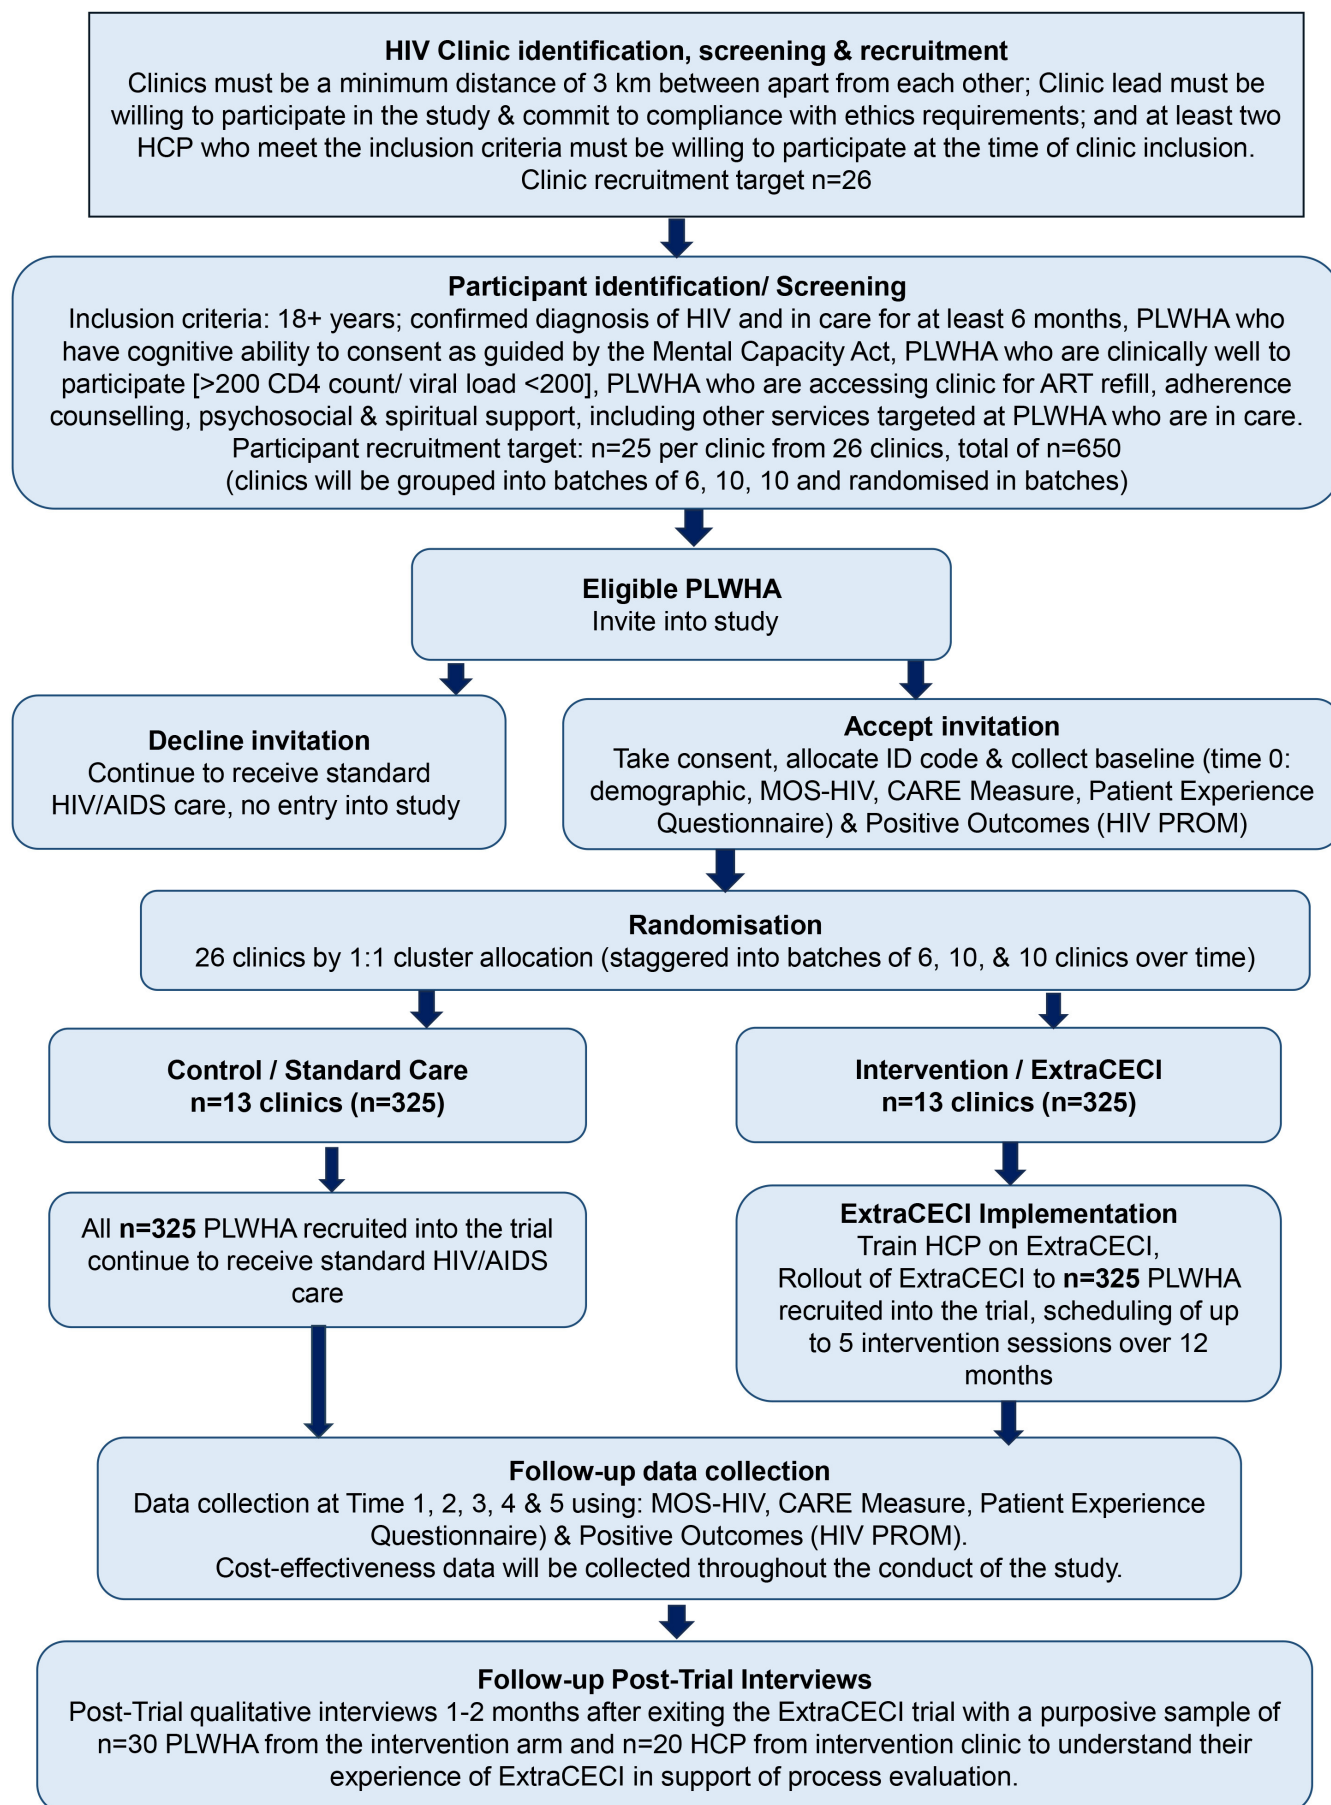 HIV Clinic identification, screening & recruitment
Clinics must be a minimum distance of 3 km between apart from each other; Clinic lead must be
willing to participate in the study & commit to compliance with ethics requirements; and at least two
HCP who meet the inclusion criteria must be willing to participate at the time of clinic inclusion.
Clinic recruitment target n=26
Participant identification/ Screening
Inclusion criteria: 18+ years; confirmed diagnosis of HIV and in care for at least 6 months, PLWHA who
have cognitive ability to consent as guided by the Mental Capacity Act, PLWHA who are clinically well to
participate [>200 CD4 count/ viral load <200], PLWHA who are accessing clinic for ART refill, adherence
counselling, psychosocial & spiritual support, including other services targeted at PLWHA who are in care.
Participant recruitment target: n=25 per clinic from 26 clinics, total of n=650
(clinics will be grouped into batches of 6, 10, 10 and randomised in batches)
Eligible PLWHA
Invite into study
Decline invitation
Continue to receive standard
HIV/AIDS care, no entry into study
Accept invitation
Take consent, allocate ID code & collect baseline (time 0:
demographic, MOS-HIV, CARE Measure, Patient Experience
Questionnaire) & Positive Outcomes (HIV PROM)
Randomisation
26 clinics by 1:1 cluster allocation (staggered into batches of 6, 10, & 10 clinics over time)
Control / Standard Care
n=13 clinics (n=325)
Intervention / ExtraCECI
n=13 clinics (n=325)
All n=325 PLWHA recruited into the trial
continue to receive standard HIV/AIDS
care
ExtraCECI Implementation
Train HCP on ExtraCECI,
Rollout of ExtraCECI to n=325 PLWHA
recruited into the trial, scheduling of up
to 5 intervention sessions over 12
months
Follow-up data collection
Data collection at Time 1, 2, 3, 4 & 5 using: MOS-HIV, CARE Measure, Patient Experience
Questionnaire) & Positive Outcomes (HIV PROM).
Cost-effectiveness data will be collected throughout the conduct of the study.
Follow-up Post-Trial Interviews
Post-Trial qualitative interviews 1-2 months after exiting the ExtraCECI trial with a purposive sample of
n=30 PLWHA from the intervention arm and n=20 HCP from intervention clinic to understand their
experience of ExtraCECI in support of process evaluation.